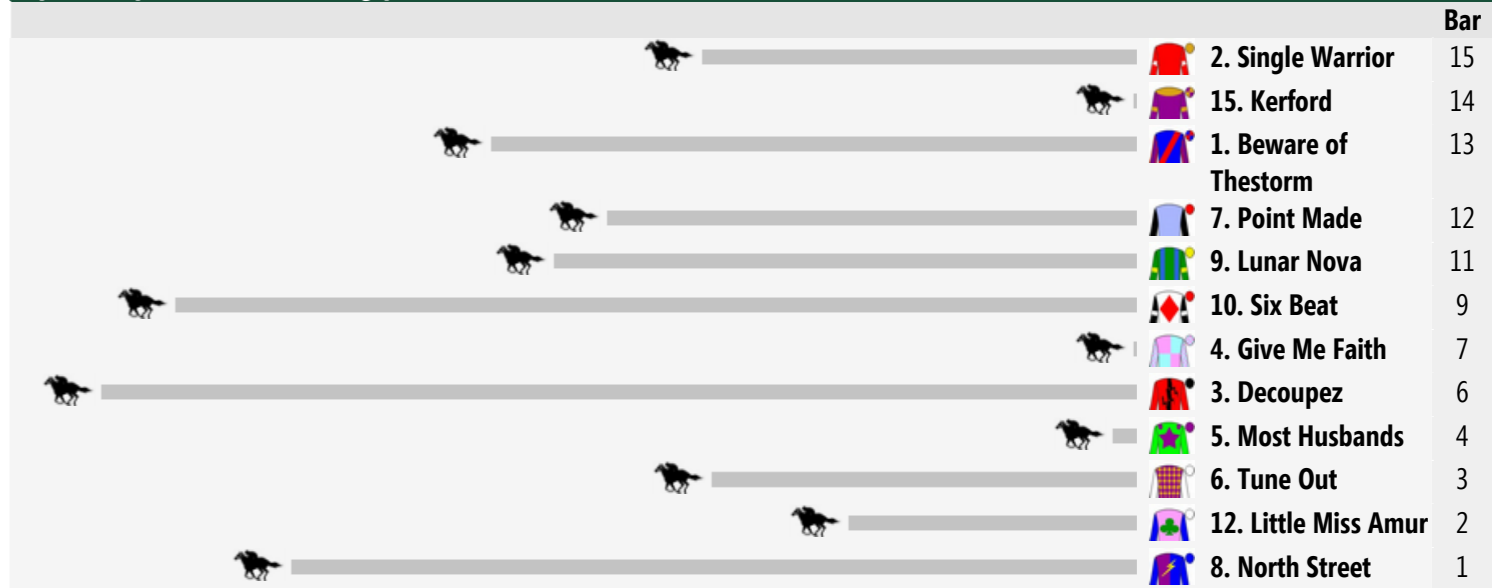 Bar
2. Single Warrior 15
15. Kerford 14
1. Beware of 13
Thestorm
7. Point Made 12
9. Lunar Nova 11
10. Six Beat 9
4. Give Me Faith 7
3. Decoupez 6
5. Most Husbands 4
6. Tune Out 3
12. Little Miss Amur 2
8. North Street 1